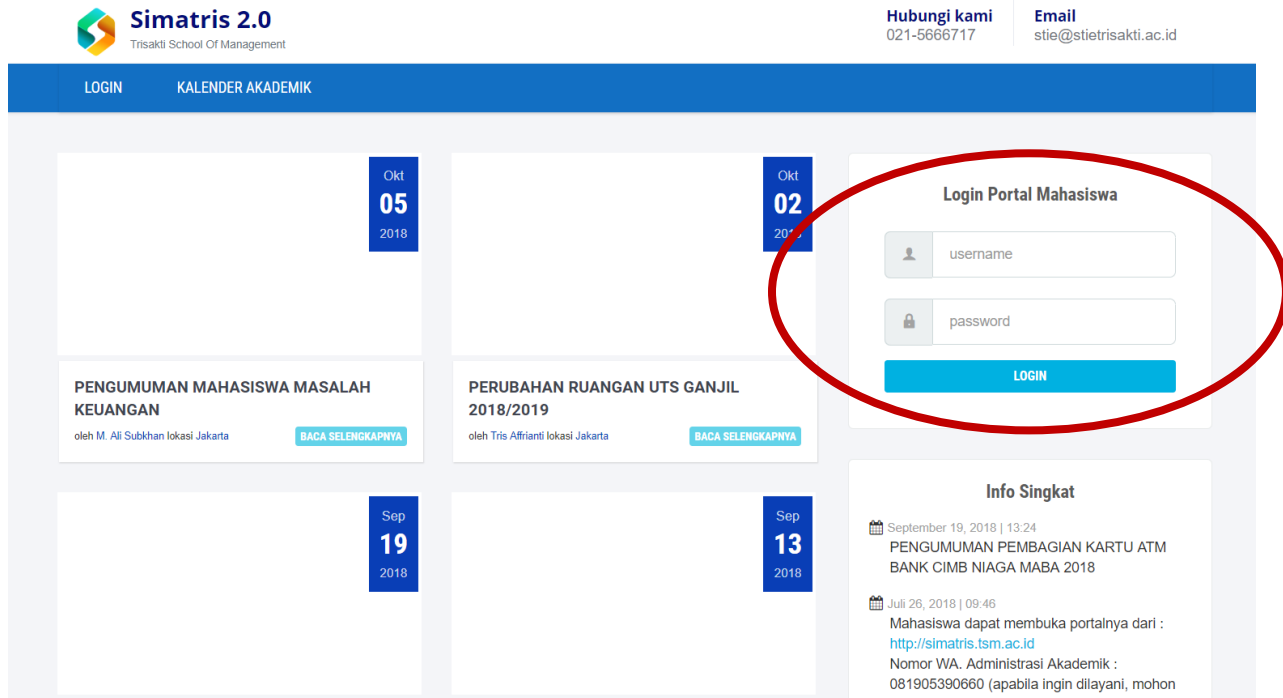 Simatris 2.0
Trisakti School Of Management
Hubungi kami
021-5666717
Email
stie@stietrisakti.ac.id
LOGIN
KALENDER AKADEMIK
Okt
05
2018
PENGUMUMAN MAHASISWA MASALAH
KEUANGAN
oleh M. Ali Subkhan lokasi Jakarta
BACA SELENGKAPNYA
Okt
02
2018
PERUBAHAN RUANGAN UTS GANJIL
2018/2019
oleh Tris Affrianti lokasi Jakarta
BACA SELENGKAPNYA
Sep
19
2018
Sep
13
2018
Login Portal Mahasiswa
username
password
LOGIN
Info Singkat
September 19, 2018 | 13:24
PENGUMUMAN PEMBAGIAN KARTU ATM
BANK CIMB NIAGA MABA 2018
Juli 26, 2018 | 09:46
Mahasiswa dapat membuka portalnya dari :
http://simatris.tsm.ac.id
Nomor WA. Administrasi Akademik :
081905390660 (apabila ingin dilayani, mohon